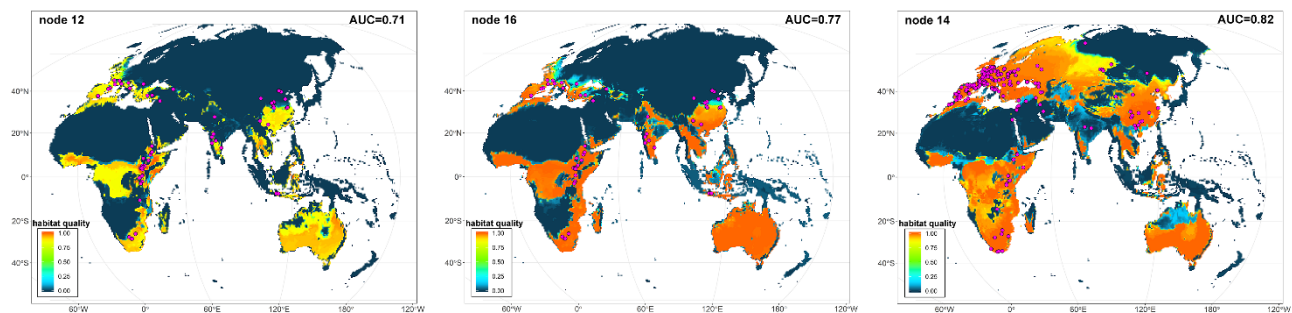 node 12 AUC=0.71
40°N
20°N
0°
20°S
40°S
habitat quality
1.00
0.75
0.50
0.25
0.00
60°W 0°E 60°E 120°E 180° 120°W
node 16 AUC=0.77
40°N
20°N
0°
20°S
40°S
habitat quality
1.00
0.75
0.50
0.25
0.00
60°W 0°E 60°E 120°E 180° 120°W
node 14 AUC=0.82
40°N
20°N
0°
20°S
40°S
habitat quality
1.00
0.75
0.50
0.25
0.00
60°W 0° 60°E 120°E 180° 120°W